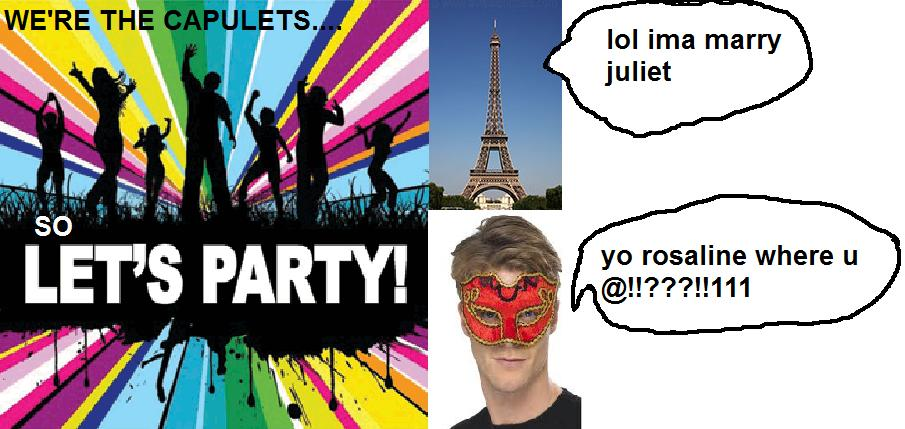 WE'RE THE CAPULETS....
SO
LET'S PARTY!
lol ima marry
juliet
yo rosaline where u
@!!???!!111